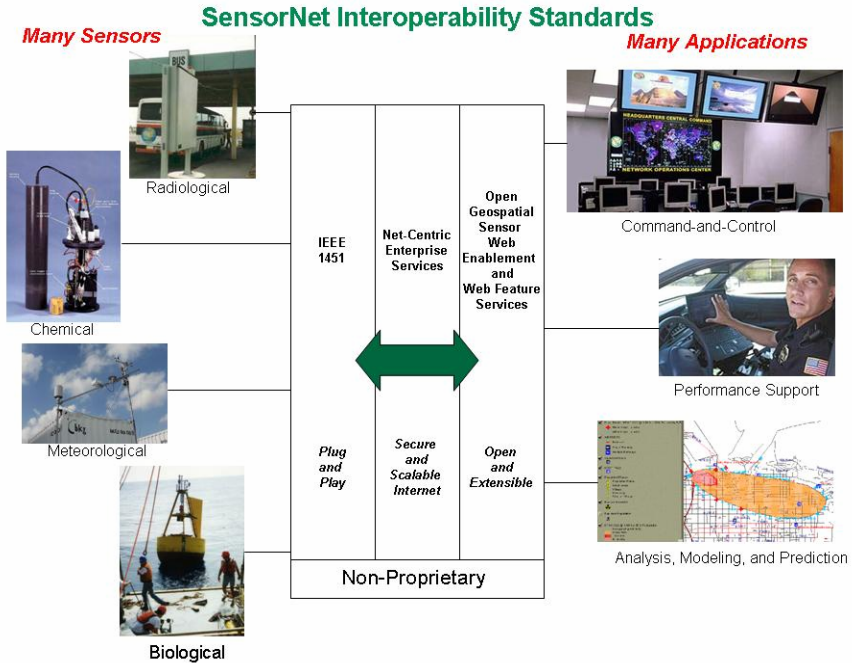 SensorNet Interoperability Standards
Many Sensors
Many Applications
BUS
Radiological
Chemical
Meteorological
Biological
IEEE
1451
Net-Centric
Enterprise
Services
Open
Geospatial
Sensor
Web
Enablement
and
Web Feature
Services
Plug
and
Play
Secure
and
Scalable
Internet
Open
and
Extensible
Non-Proprietary
HEADQUARTERS CENTRAL COMMAND
NETWORK OPERATIONS CENTER
Command-and-Control
Performance Support
Analysis, Modeling, and Prediction